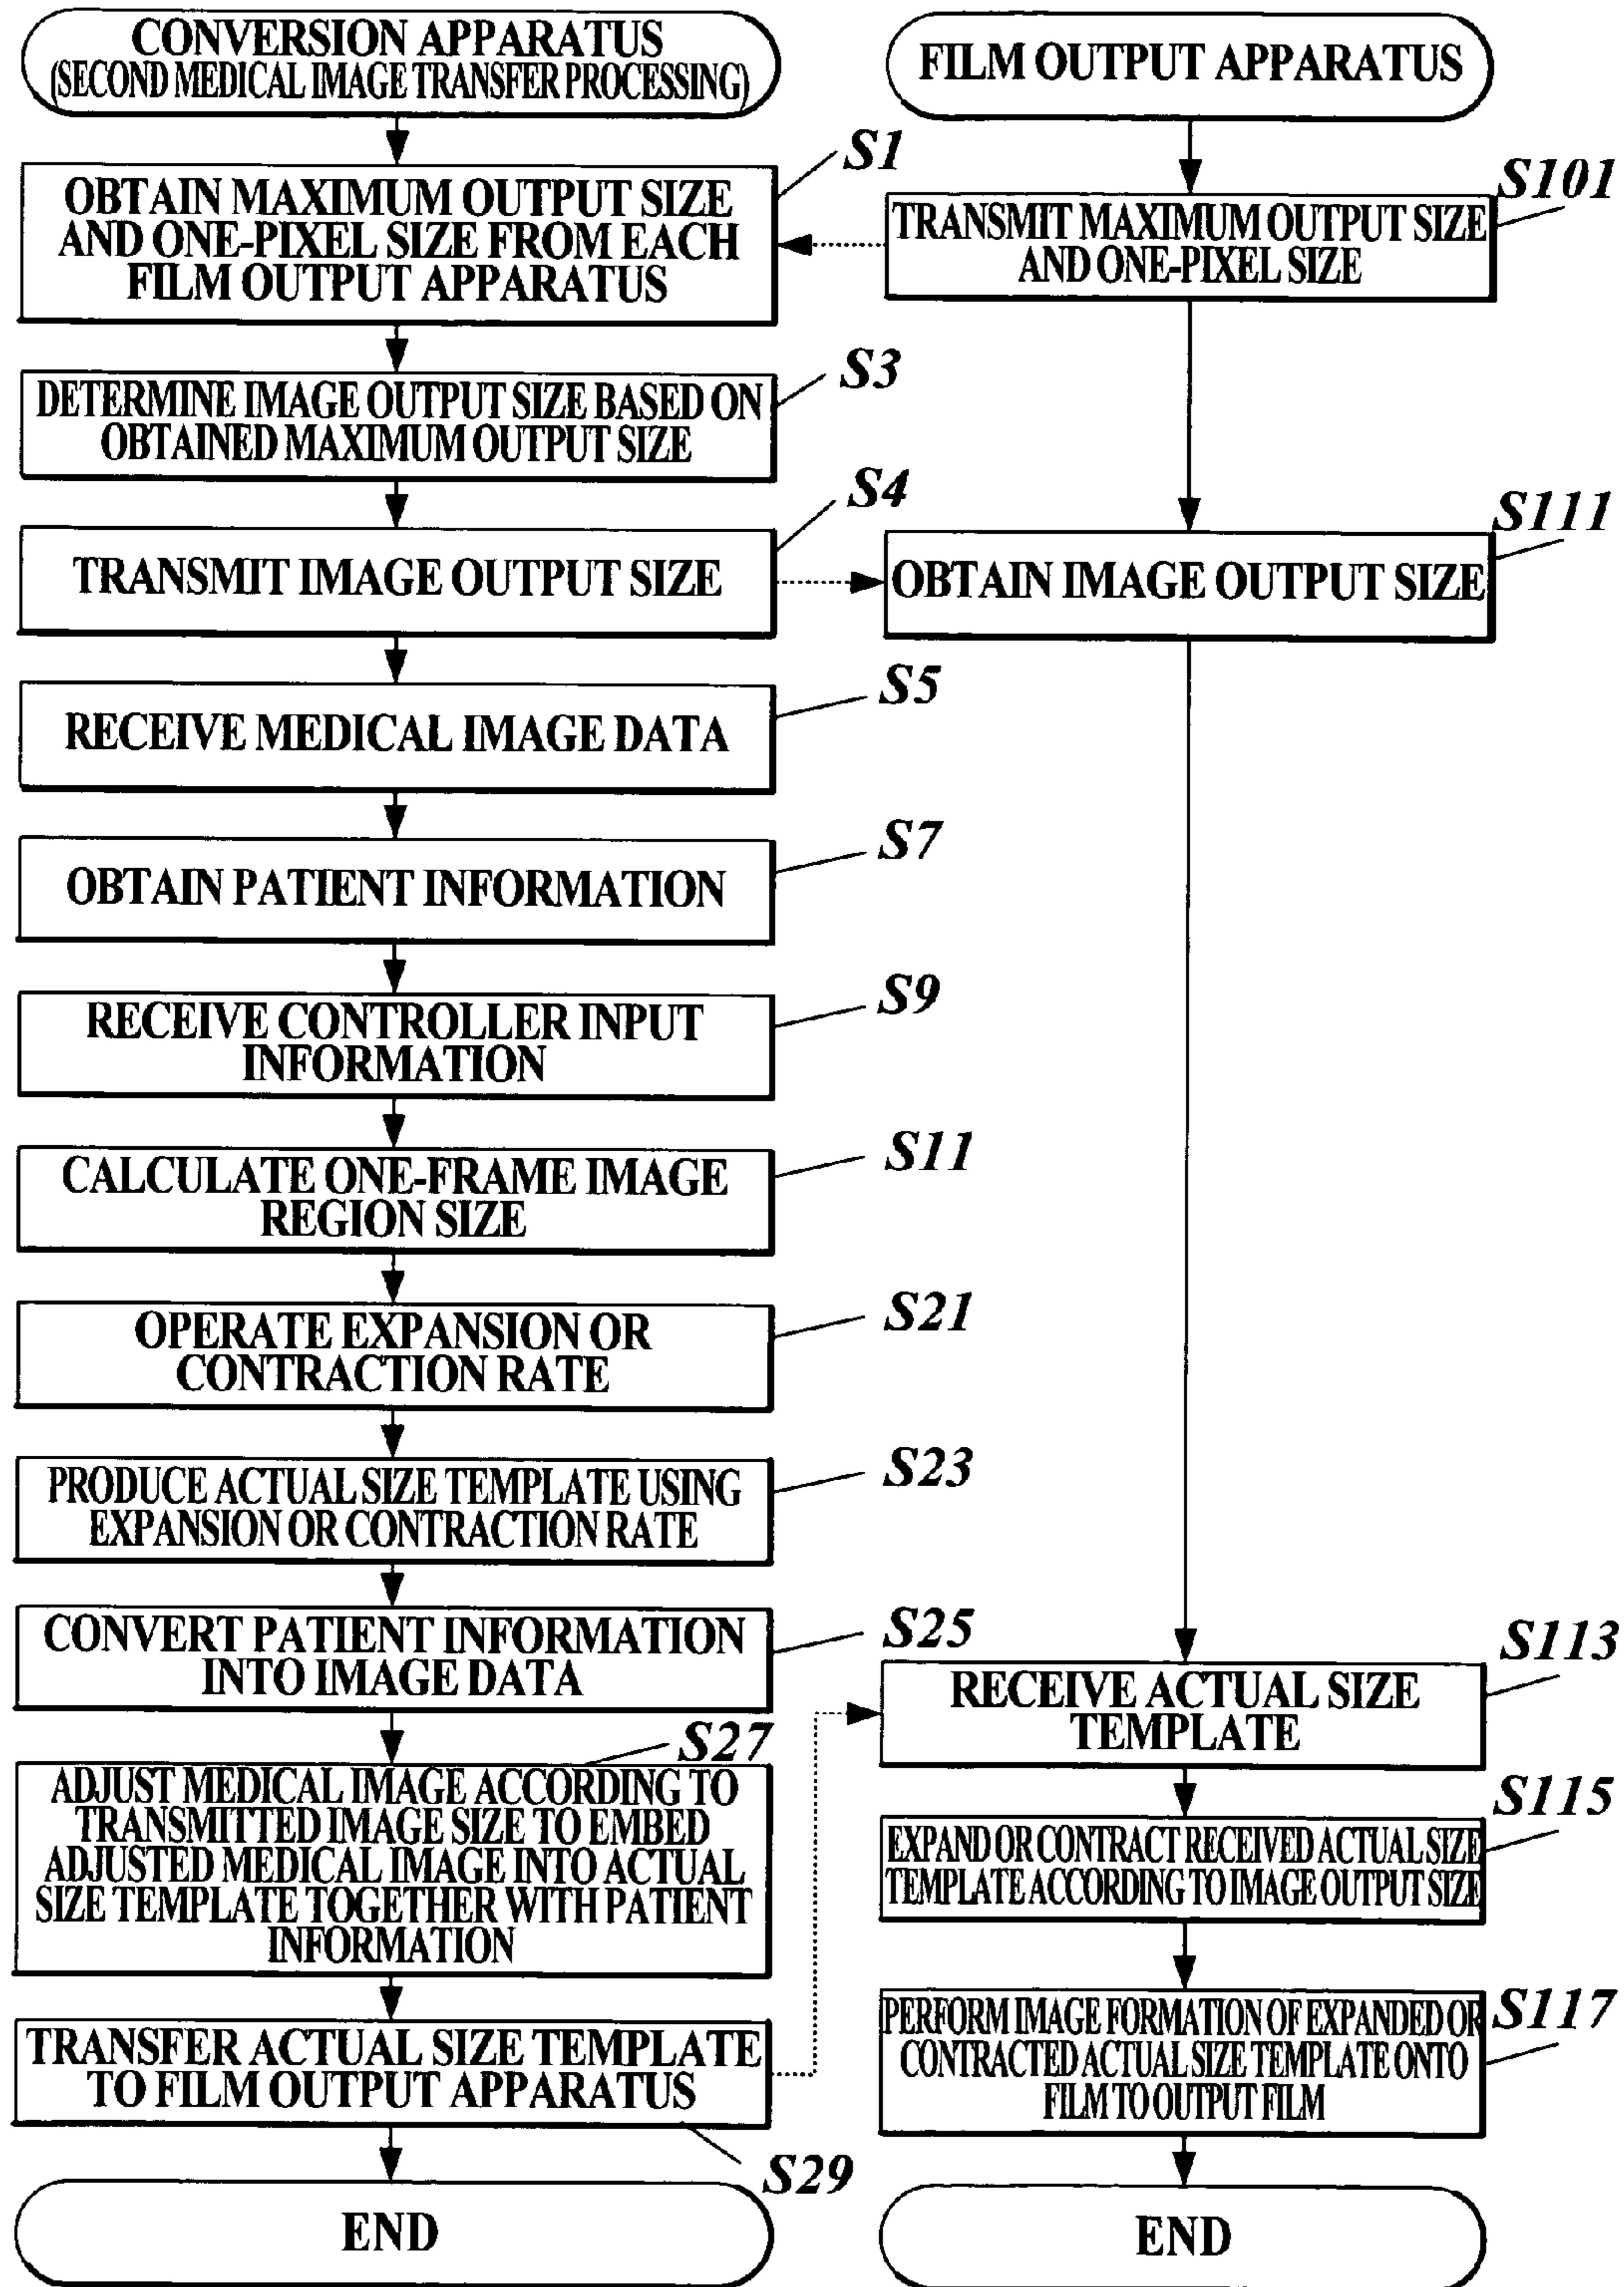 CONVERSION APPARATUS
(SECOND MEDICAL IMAGE TRANSFER PROCESSING)
S1
OBTAIN MAXIMUM OUTPUT SIZE
AND ONE-PIXEL SIZE FROM EACH
FILM OUTPUT APPARATUS
S3
DETERMINE IMAGE OUTPUT SIZE BASED ON
OBTAINED MAXIMUM OUTPUT SIZE
S4
TRANSMIT IMAGE OUTPUT SIZE
S5
RECEIVE MEDICAL IMAGE DATA
S7
OBTAIN PATIENT INFORMATION
S9
RECEIVE CONTROLLER INPUT
INFORMATION
S11
CALCULATE ONE-FRAME IMAGE
REGION SIZE
S21
OPERATE EXPANSION OR
CONTRACTION RATE
S23
PRODUCE ACTUAL SIZE TEMPLATE USING
EXPANSION OR CONTRACTION RATE
S25
CONVERT PATIENT INFORMATION
INTO IMAGE DATA
S27
ADJUST MEDICAL IMAGE ACCORDING TO
TRANSMITTED IMAGE SIZE TO EMBED
ADJUSTED MEDICAL IMAGE INTO ACTUAL
SIZE TEMPLATE TOGETHER WITH PATIENT
INFORMATION
TRANSFER ACTUAL SIZE TEMPLATE
TO FILM OUTPUT APPARATUS
S29
END
FILM OUTPUT APPARATUS
S101
TRANSMIT MAXIMUM OUTPUT SIZE
AND ONE-PIXEL SIZE
S111
OBTAIN IMAGE OUTPUT SIZE
S113
RECEIVE ACTUAL SIZE
TEMPLATE
S115
EXPAND OR CONTRACT RECEIVED ACTUAL SIZE
TEMPLATE ACCORDING TO IMAGE OUTPUT SIZE
S117
PERFORM IMAGE FORMATION OF EXPANDED OR
CONTRACTED ACTUAL SIZE TEMPLATE ONTO
FILM TO OUTPUT FILM
END